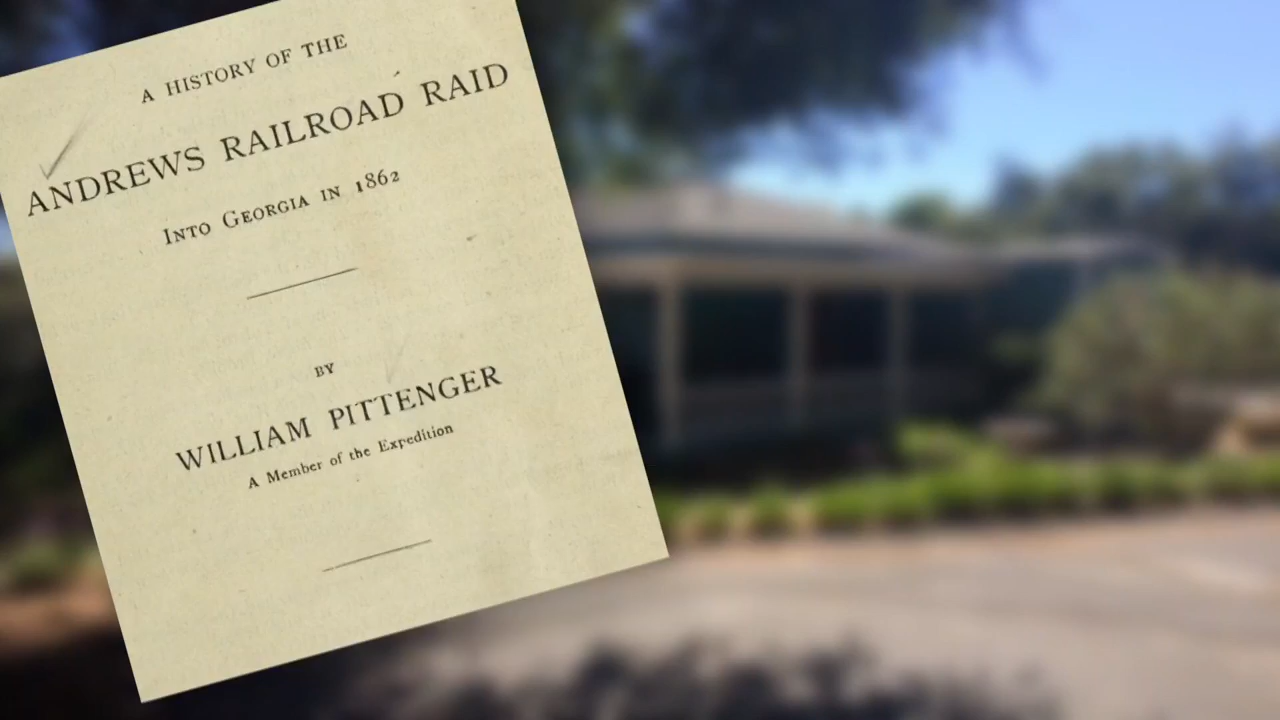 A HISTORY OF THE
ANDREWS RAILROAD RAID
INTO GEORGIA IN 1862
BY
WILLIAM PITTENGER
A Member of the Expedition